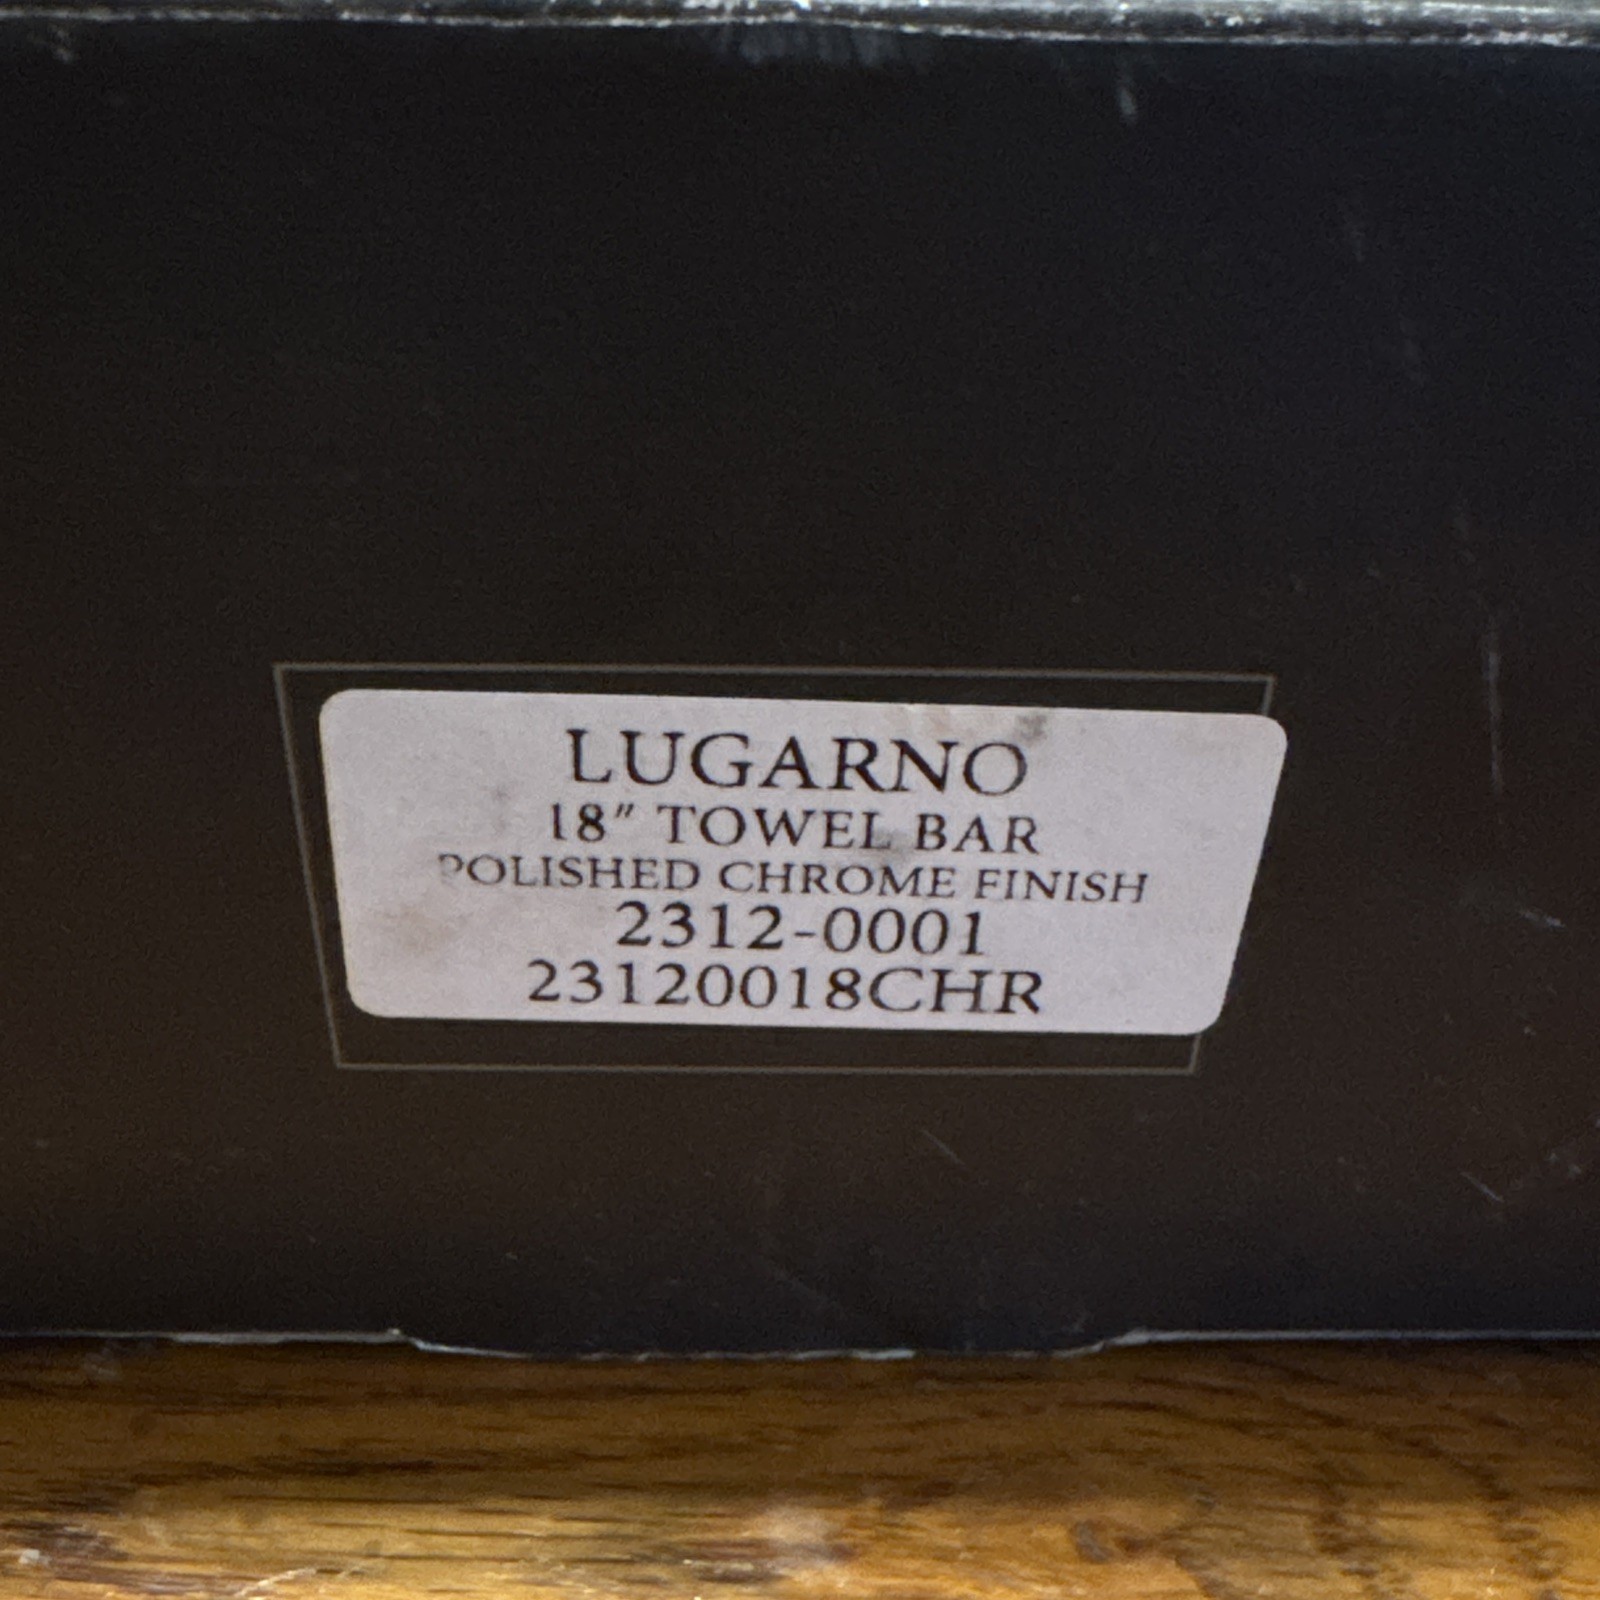 LUGARNO
18" TOWEL BAR
POLISHED CHROME FINISH
2312-0001
23120018CHR